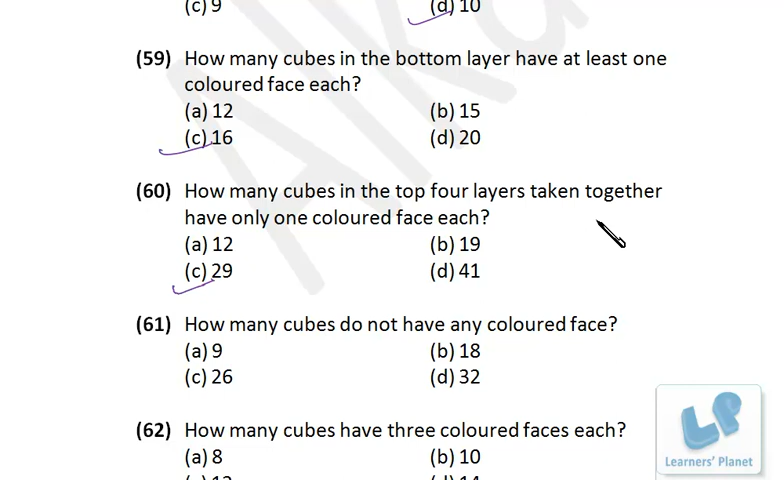 (c) 9 (d) 10
(59) How many cubes in the bottom layer have at least one
coloured face each?
(a) 12 (b) 15
(c) 16 (d) 20
(60) How many cubes in the top four layers taken together
have only one coloured face each?
(a) 12 (b) 19
(c) 29 (d) 41
(61) How many cubes do not have any coloured face?
(a) 9 (b) 18
(c) 26 (d) 32
(62) How many cubes have three coloured faces each?
(a) 8 (b) 10
LP
Learners' Planet